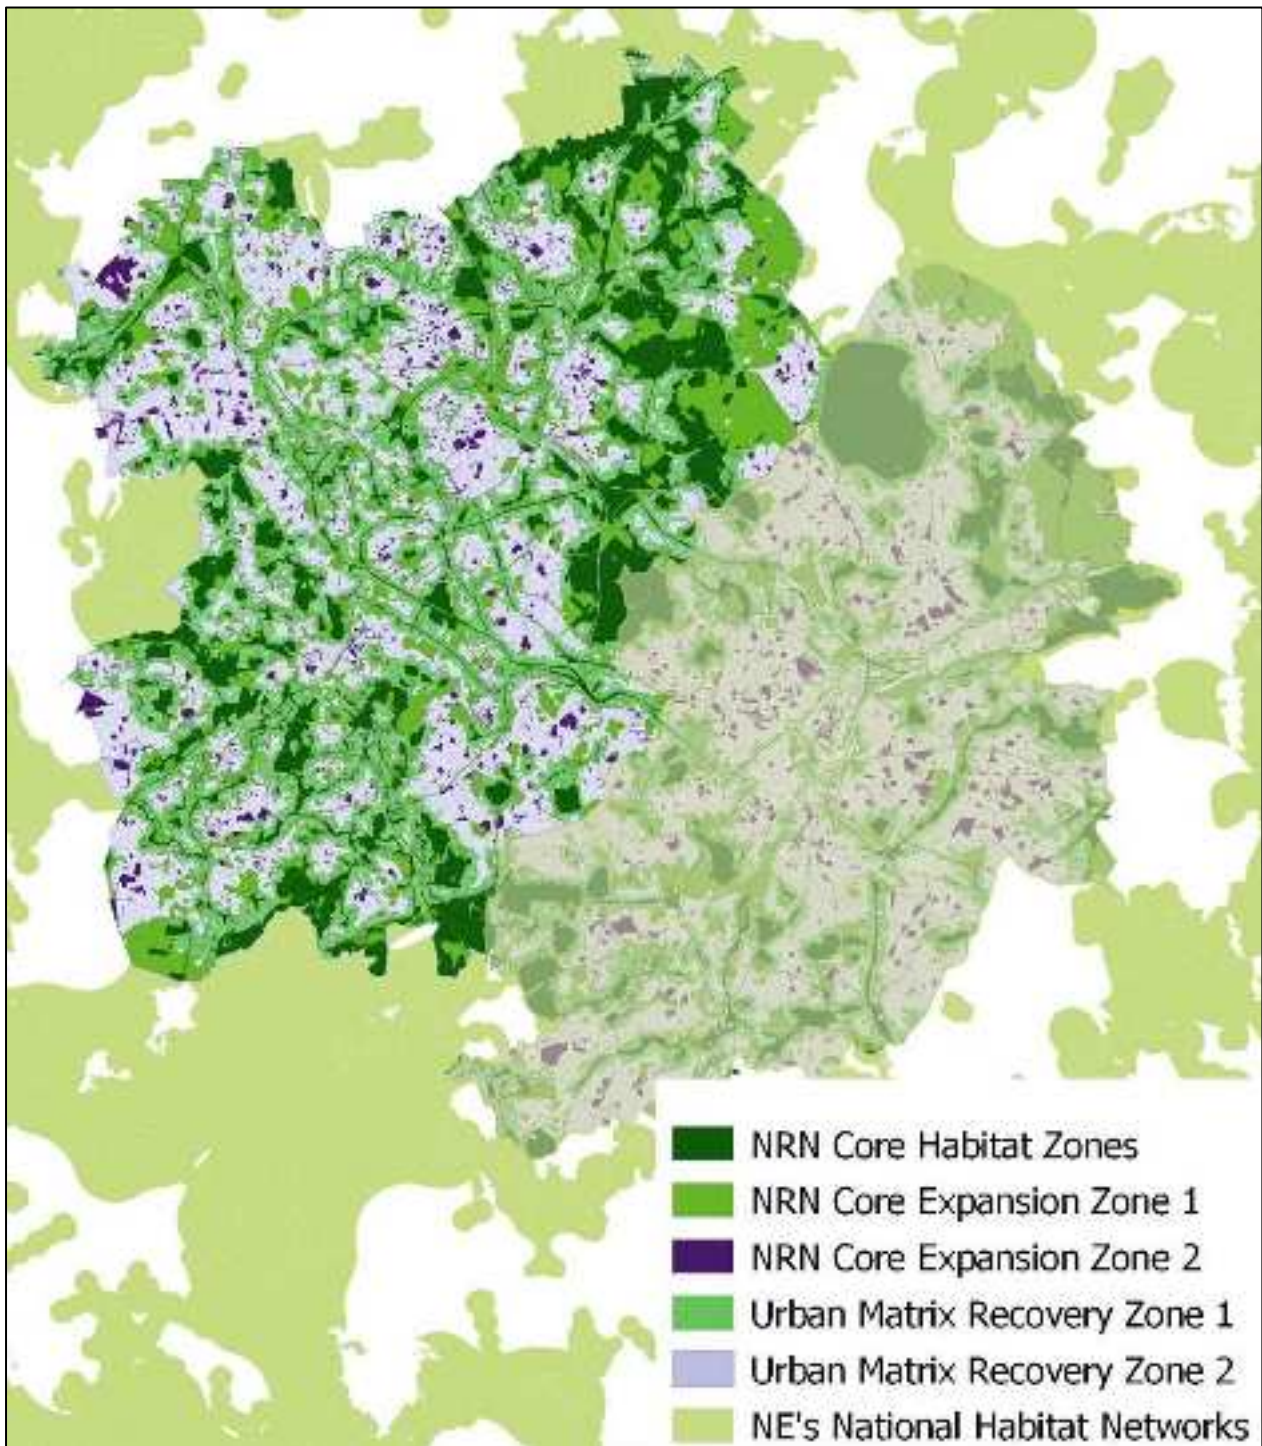 NRN Core Habitat Zones
NRN Core Expansion Zone 1
NRN Core Expansion Zone 2
Urban Matrix Recovery Zone 1
Urban Matrix Recovery Zone 2
NE's National Habitat Networks